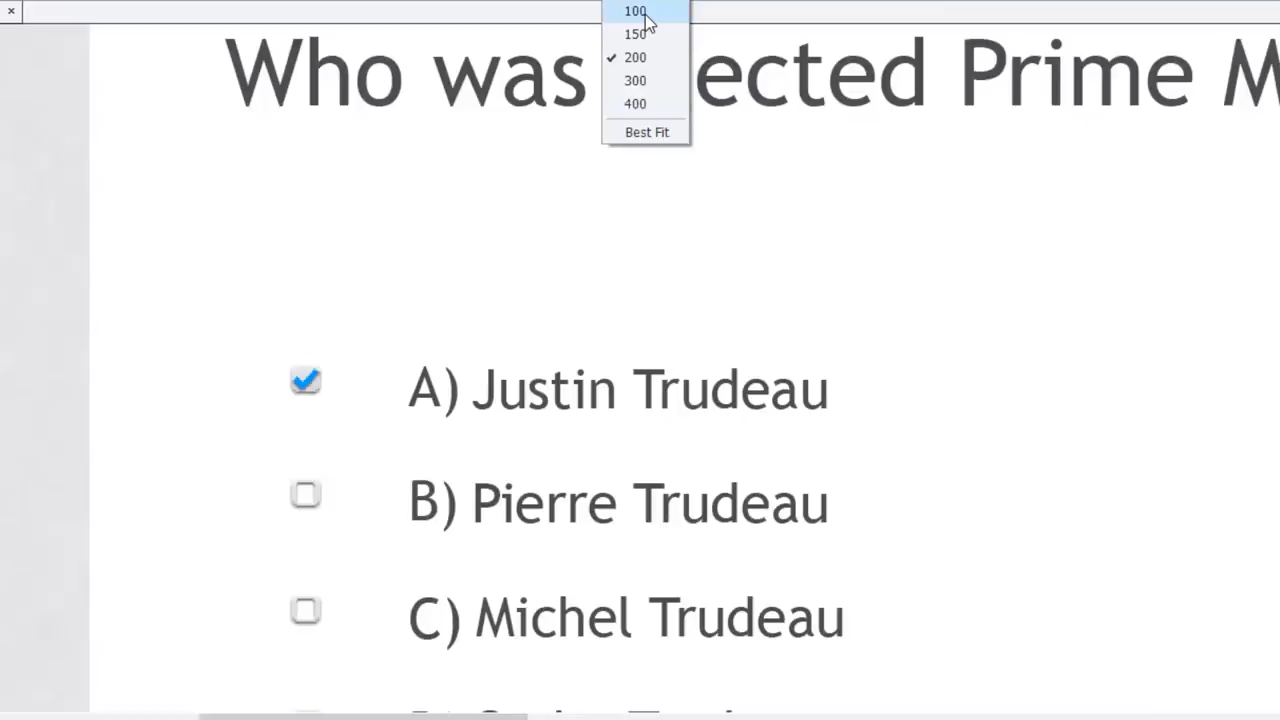 100
150
200
300
400
Best Fit
Who was ected Prime
A) Justin Trudeau
B) Pierre Trudeau
C) Michel Trudeau